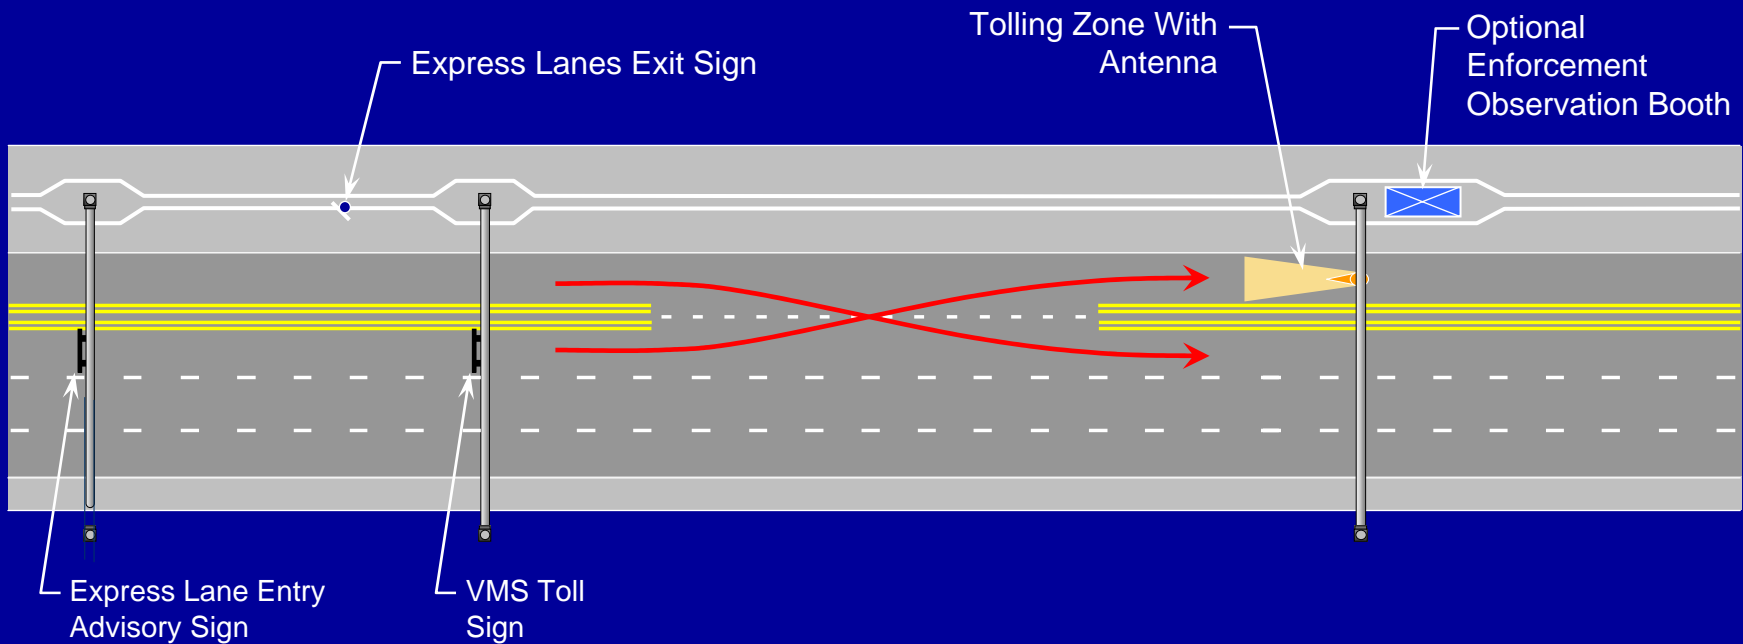 Tolling Zone With
Antenna
Optional
Enforcement
Observation Booth
Express Lanes Exit Sign
Express Lane Entry
Advisory Sign
VMS Toll
Sign